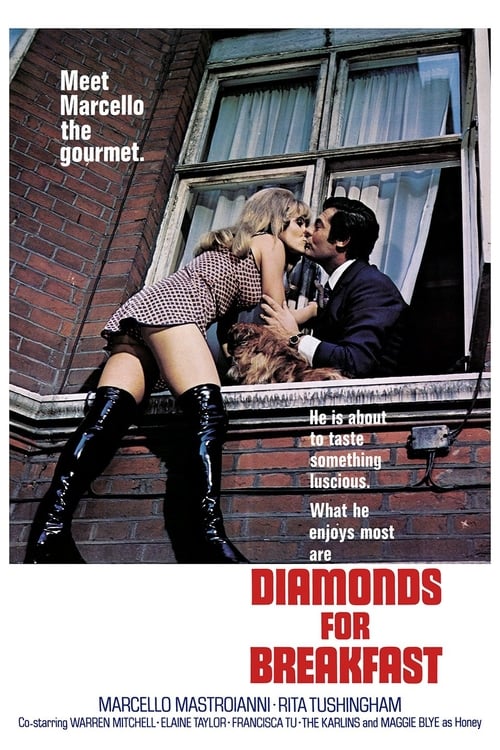 Meet
Marcello
the
gourmet.
He is about
to taste
something
luscious.
What he
enjoys most
are
DIAMONDS
FOR
BREAKFAST
MARCELLO MASTROIANNI · RITA TUSHINGHAM
Co-starring WARREN MITCHELL · ELAINE TAYLOR · FRANCISCA TU · THE KARLINS and MAGGIE BLYE as Honey